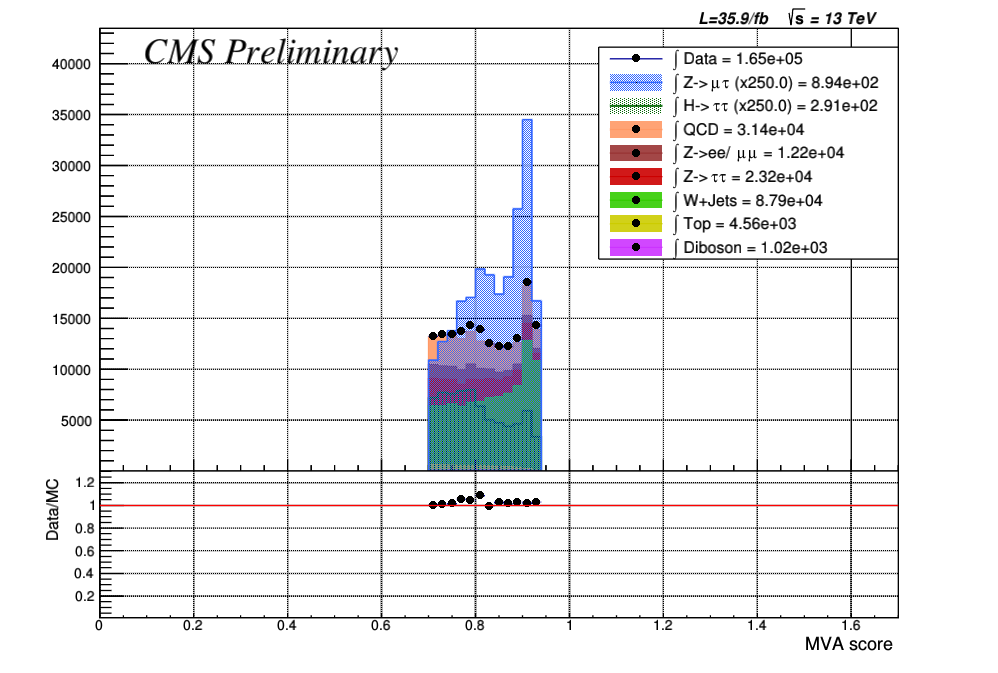 L=35.9/fb √s = 13 TeV
CMS Preliminary
∫ Data = 1.65e+05
∫ Z-> μτ (x250.0) = 8.94e+02
∫ H-> ττ (x250.0) = 2.91e+02
∫ QCD = 3.14e+04
∫ Z->ee/ μμ = 1.22e+04
∫ Z-> ττ = 2.32e+04
∫ W+Jets = 8.79e+04
∫ Top = 4.56e+03
∫ Diboson = 1.02e+03
40000
35000
30000
25000
20000
15000
10000
5000
Data/MC
1.2
1
0.8
0.6
0.4
0.2
0 0.2 0.4 0.6 0.8 1 1.2 1.4 1.6
MVA score